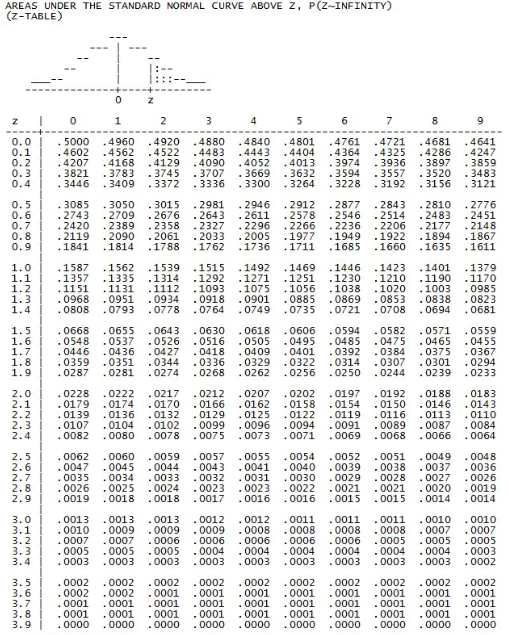 AREAS UNDER THE STANDARD NORMAL CURVE ABOVE Z, P(Z~INFINITY)
(Z-TABLE)
0 z
z | 0 1 2 3 4 5 6 7 8 9
0.0 | .5000 .4960 .4920 .4880 .4840 .4801 .4761 .4721 .4681 .4641
0.1 | .4602 .4562 .4522 .4483 .4443 .4404 .4364 .4325 .4286 .4247
0.2 | .4207 .4168 .4129 .4090 .4052 .4013 .3974 .3936 .3897 .3859
0.3 | .3821 .3783 .3745 .3707 .3669 .3632 .3594 .3557 .3520 .3483
0.4 | .3446 .3409 .3372 .3336 .3300 .3264 .3228 .3192 .3156 .3121
0.5 | .3085 .3050 .3015 .2981 .2946 .2912 .2877 .2843 .2810 .2776
0.6 | .2743 .2709 .2676 .2643 .2611 .2578 .2546 .2514 .2483 .2451
0.7 | .2420 .2389 .2358 .2327 .2296 .2266 .2236 .2206 .2177 .2148
0.8 | .2119 .2090 .2061 .2033 .2005 .1977 .1949 .1922 .1894 .1867
0.9 | .1841 .1814 .1788 .1762 .1736 .1711 .1685 .1660 .1635 .1611
1.0 | .1587 .1562 .1539 .1515 .1492 .1469 .1446 .1423 .1401 .1379
1.1 | .1357 .1335 .1314 .1292 .1271 .1251 .1230 .1210 .1190 .1170
1.2 | .1151 .1131 .1112 .1093 .1075 .1056 .1038 .1020 .1003 .0985
1.3 | .0968 .0951 .0934 .0918 .0901 .0885 .0869 .0853 .0838 .0823
1.4 | .0808 .0793 .0778 .0764 .0749 .0735 .0721 .0708 .0694 .0681
1.5 | .0668 .0655 .0643 .0630 .0618 .0606 .0594 .0582 .0571 .0559
1.6 | .0548 .0537 .0526 .0516 .0505 .0495 .0485 .0475 .0465 .0455
1.7 | .0446 .0436 .0427 .0418 .0409 .0401 .0392 .0384 .0375 .0367
1.8 | .0359 .0351 .0344 .0336 .0329 .0322 .0314 .0307 .0301 .0294
1.9 | .0287 .0281 .0274 .0268 .0262 .0256 .0250 .0244 .0239 .0233
2.0 | .0228 .0222 .0217 .0212 .0207 .0202 .0197 .0192 .0188 .0183
2.1 | .0179 .0174 .0170 .0166 .0162 .0158 .0154 .0150 .0146 .0143
2.2 | .0139 .0136 .0132 .0129 .0125 .0122 .0119 .0116 .0113 .0110
2.3 | .0107 .0104 .0102 .0099 .0096 .0094 .0091 .0089 .0087 .0084
2.4 | .0082 .0080 .0078 .0075 .0073 .0071 .0069 .0068 .0066 .0064
2.5 | .0062 .0060 .0059 .0057 .0055 .0054 .0052 .0051 .0049 .0048
2.6 | .0047 .0045 .0044 .0043 .0041 .0040 .0039 .0038 .0037 .0036
2.7 | .0035 .0034 .0033 .0032 .0031 .0030 .0029 .0028 .0027 .0026
2.8 | .0026 .0025 .0024 .0023 .0023 .0022 .0021 .0021 .0020 .0019
2.9 | .0019 .0018 .0018 .0017 .0016 .0016 .0015 .0015 .0014 .0014
3.0 | .0013 .0013 .0013 .0012 .0012 .0011 .0011 .0011 .0010 .0010
3.1 | .0010 .0009 .0009 .0009 .0008 .0008 .0008 .0008 .0007 .0007
3.2 | .0007 .0007 .0006 .0006 .0006 .0006 .0006 .0005 .0005 .0005
3.3 | .0005 .0005 .0005 .0004 .0004 .0004 .0004 .0004 .0004 .0003
3.4 | .0003 .0003 .0003 .0003 .0003 .0003 .0003 .0003 .0003 .0002
3.5 | .0002 .0002 .0002 .0002 .0002 .0002 .0002 .0002 .0002 .0002
3.6 | .0002 .0002 .0001 .0001 .0001 .0001 .0001 .0001 .0001 .0001
3.7 | .0001 .0001 .0001 .0001 .0001 .0001 .0001 .0001 .0001 .0001
3.8 | .0001 .0001 .0001 .0001 .0001 .0001 .0001 .0001 .0001 .0001
3.9 | .0000 .0000 .0000 .0000 .0000 .0000 .0000 .0000 .0000 .0000